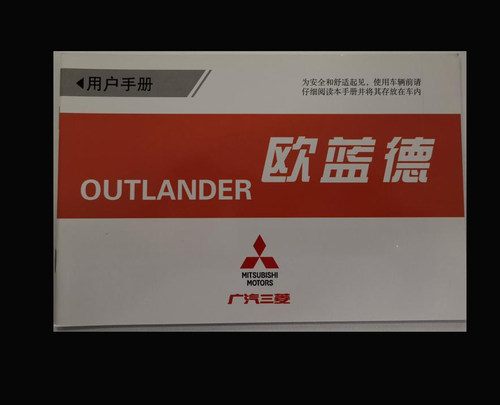 用户手册
为安全和舒适起见，使用车辆前请
仔细阅读本手册并将其存放在车内
OUTLANDER 欧蓝德
MITSUBISHI
MOTORS
广汽三菱